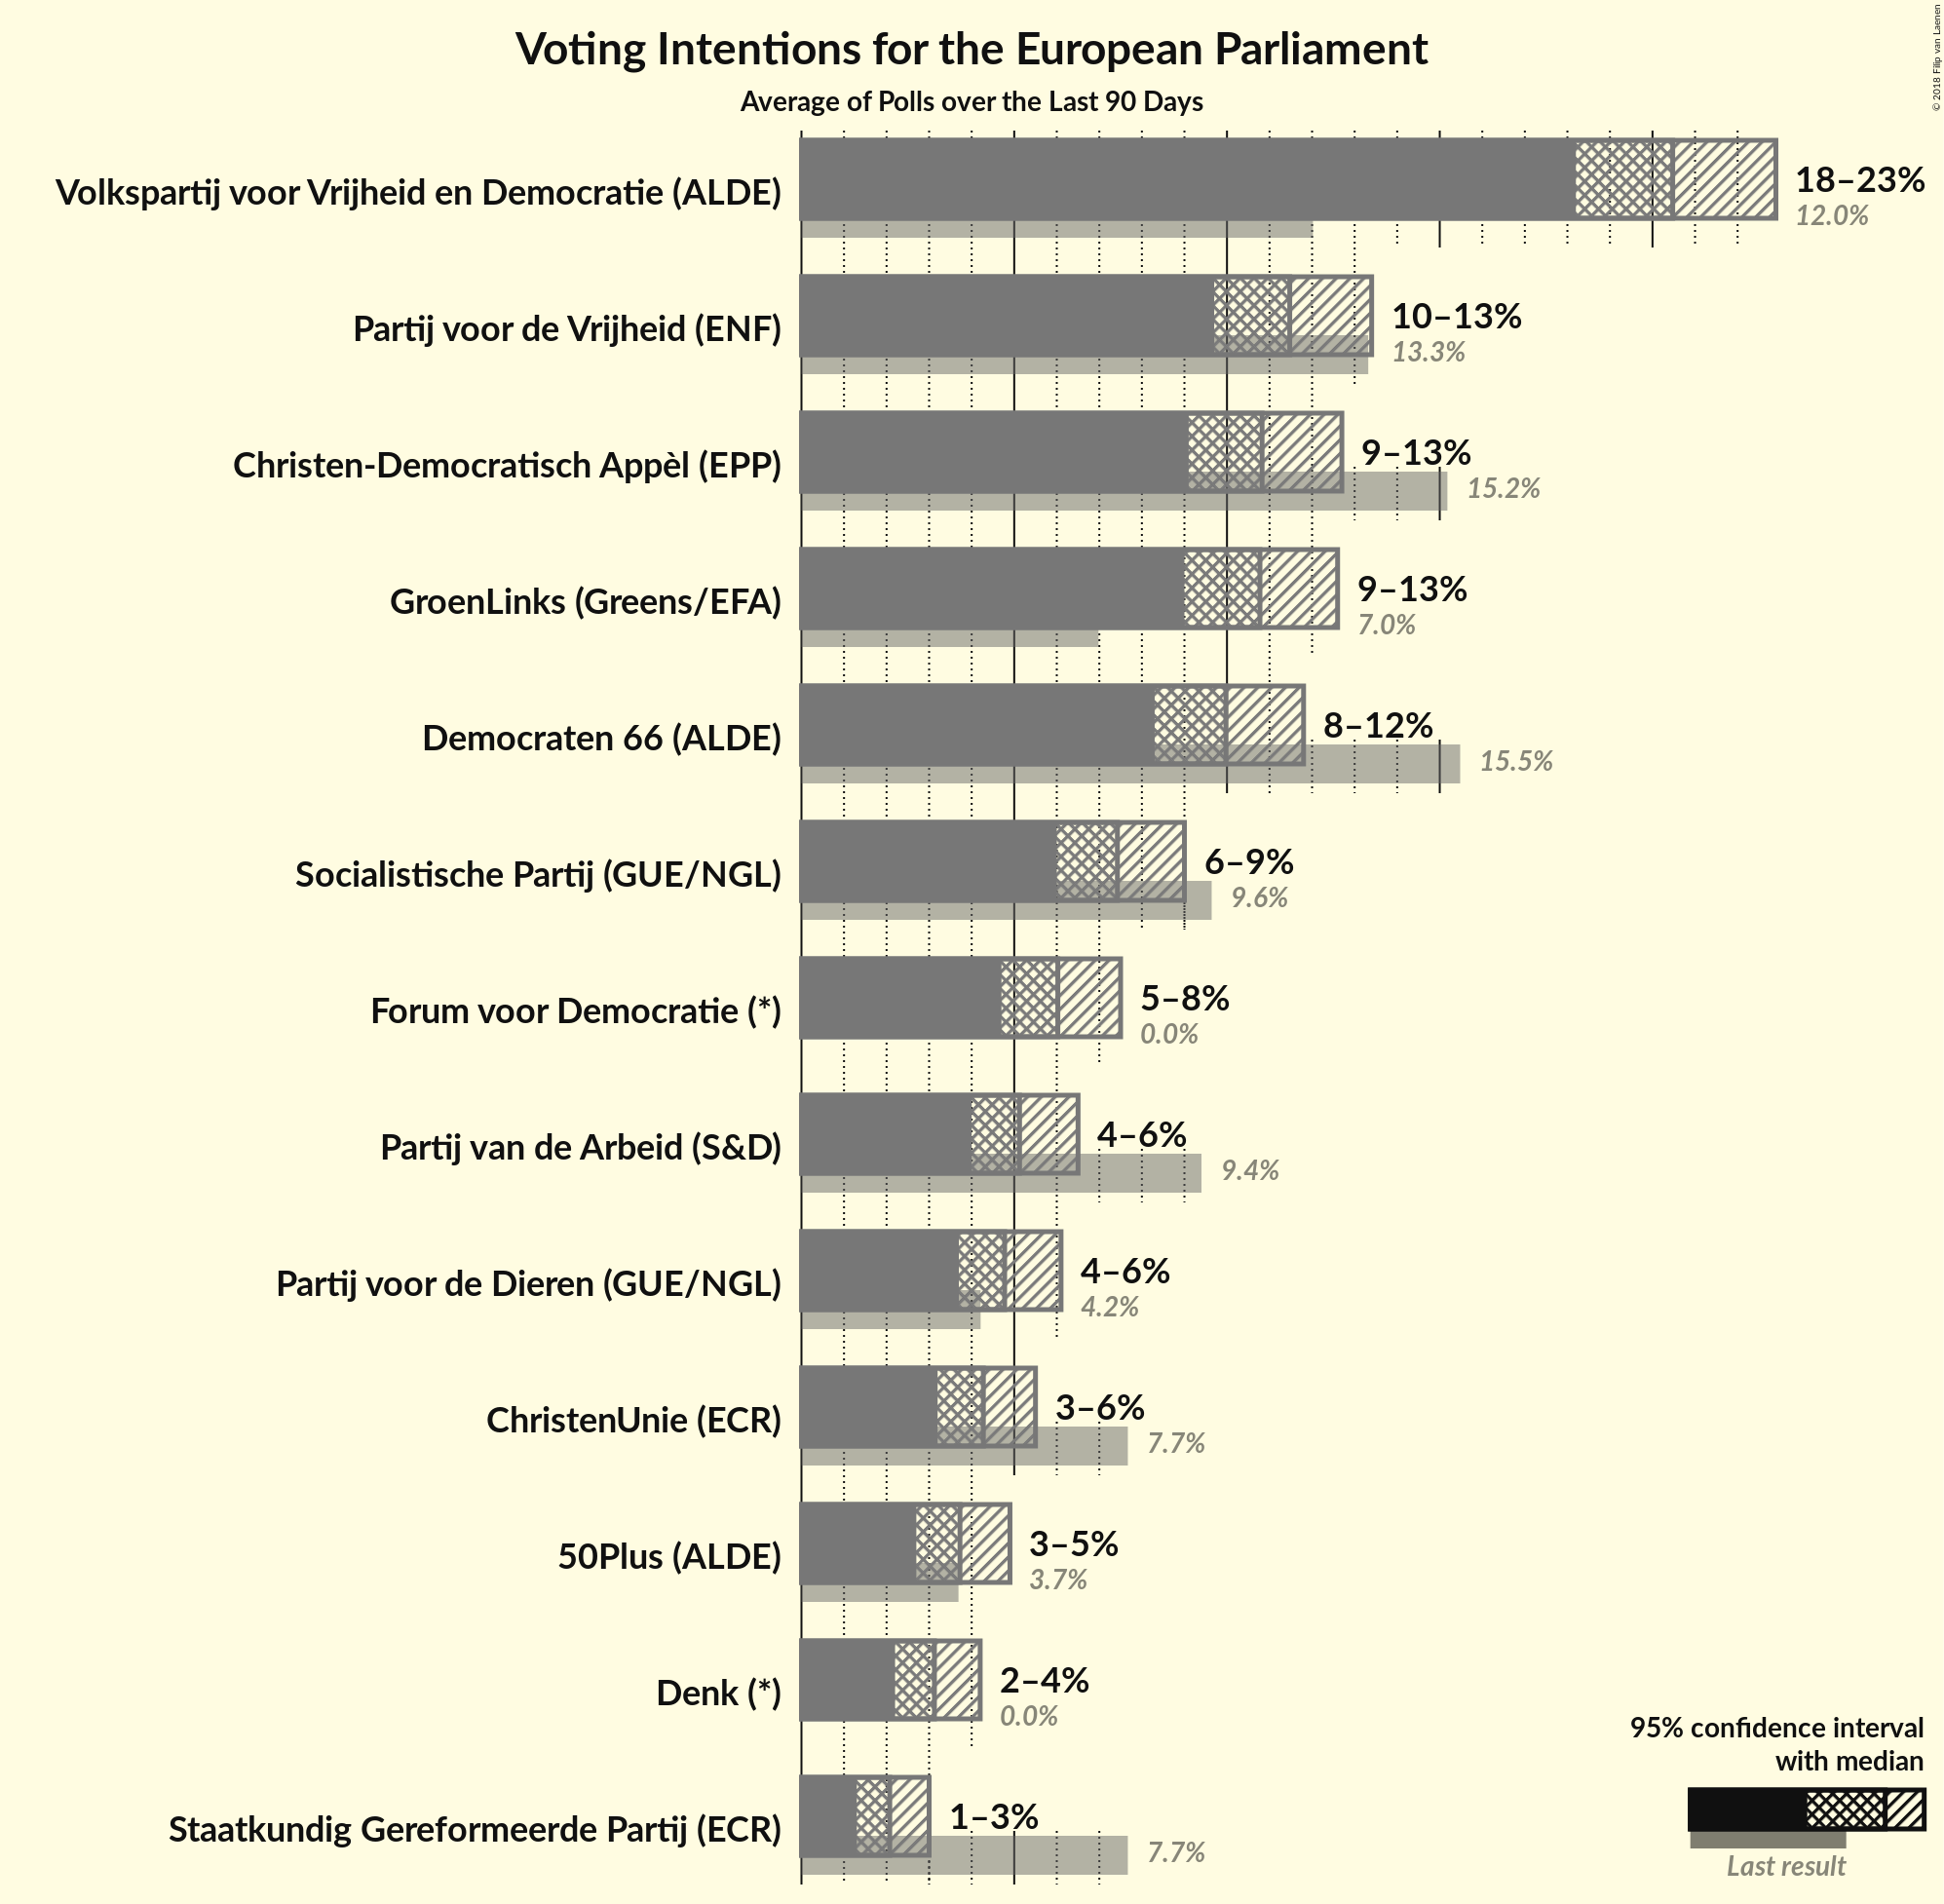 Voting Intentions for the European Parliament
Average of Polls over the Last 90 Days
© 2018 Filip van Laenen
Volkspartij voor Vrijheid en Democratie (ALDE)
18–23%
12.0%
Partij voor de Vrijheid (ENF)
10–13%
13.3%
Christen-Democratisch Appèl (EPP)
9–13%
15.2%
GroenLinks (Greens/EFA)
9–13%
7.0%
Democraten 66 (ALDE)
8–12%
15.5%
Socialistische Partij (GUE/NGL)
6–9%
9.6%
Forum voor Democratie (*)
5–8%
0.0%
Partij van de Arbeid (S&D)
4–6%
9.4%
Partij voor de Dieren (GUE/NGL)
4–6%
4.2%
ChristenUnie (ECR)
3–6%
7.7%
50Plus (ALDE)
3–5%
3.7%
Denk (*)
2–4%
0.0%
Staatkundig Gereformeerde Partij (ECR)
1–3%
7.7%
95% confidence interval
with median
Last result